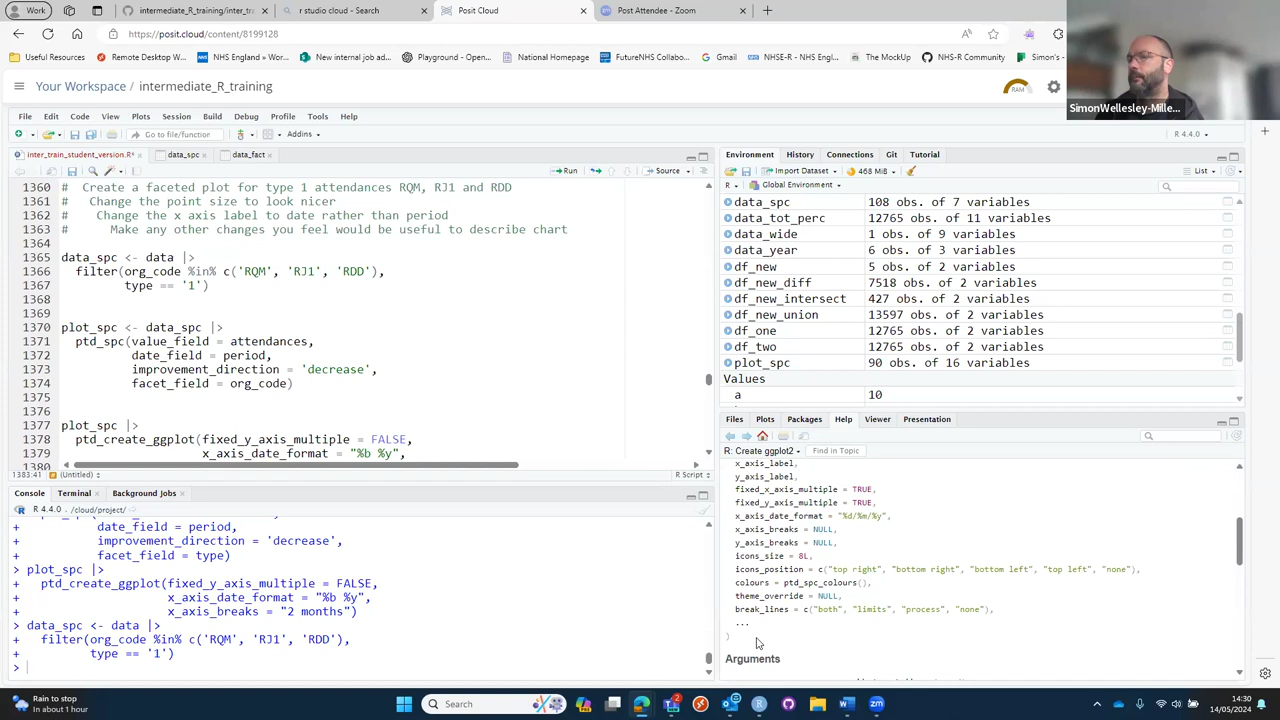 intermediate_R_training/inter_tra
r studio cloud - Search
Posit Cloud
Post Attendee - Zoom
https://posit.cloud/content/8199128
Useful Resources
Remote Desktop W...
NHS England » Wor...
New internal ad job...
Playground - Open...
National Homepage
FutureNHS Collabo...
Gmail
NHSE-R - NHS Engl...
The MockUp
NHS-R Community
Simon's
Your Workspace / intermediate_R_training
RAM
SimonWellesley-Mille...
File Edit Code View Plots Session Build Debug Profile Tools Help
Go to file/function
Addins
R 4.4.0
inter_train_student_version.R*
data_spc
data_fact
Run
Source
1360 # Create a faceted plot for type 1 attendances RQM, RJ1 and RDD
1361 # Change the point size to look nicer
1362 # Change the x axis label to date rather than period
1363 # Make any other changes you feel would be useful to describe chart
1364
1365 data_spc <- data |>
1366 filter(org_code %in% c('RQM', 'RJ1', 'RDD'),
1367 type == '1')
1368
1369
1370 plot_spc <- data_spc |>
1371 ptd_spc(value_field = attendances,
1372 date_field = period,
1373 improvement_direction = 'decrease',
1374 facet_field = org_code)
1375
1376
1377 plot_spc |>
1378 ptd_create_ggplot(fixed_y_axis_multiple = FALSE,
1379 x_axis_date_format = "%b %y",
1380
1383:41
(Untitled)
R Script
Console Terminal Background Jobs
R 4.4.0 · /cloud/project/
+ date_field = period,
+ improvement_direction = 'decrease',
+ facet_field = type)
> plot_spc |>
+ ptd_create_ggplot(fixed_y_axis_multiple = FALSE,
+ x_axis_date_format = "%b %y",
+ x_axis_breaks = "2 months")
> data_spc <- data |>
+ filter(org_code %in% c('RQM', 'RJ1', 'RDD'),
+ type == '1')
>
Environment History Connections Git Tutorial
Import Dataset
468 MiB
List
R
Global Environment
data_spc 108 obs. of 7 variables
data_tot_perc 12765 obs. of 11 variables
data_wide 1 obs. of 9 variables
data_year 6 obs. of 3 variables
df_new 5 obs. of 2 variables
df_new_diff 7518 obs. of 2 variables
df_new_intersect 427 obs. of 2 variables
df_new_union 13597 obs. of 2 variables
df_one 12765 obs. of 2 variables
df_two 12765 obs. of 2 variables
plot_spc 90 obs. of 16 variables
Values
a 10
Files Plots Packages Help Viewer Presentation
R: Create ggplot2
Find in Topic
x_axis_label,
y_axis_label,
fixed_x_axis_multiple = TRUE,
fixed_y_axis_multiple = TRUE,
x_axis_date_format = "%d/%m/%y",
x_axis_breaks = NULL,
y_axis_breaks = NULL,
icons_size = 8L,
icons_position = c("top right", "bottom right", "bottom left", "top left", "none"),
colours = ptd_spc_colours(),
theme_override = NULL,
break_lines = c("both", "limits", "process", "none"),
...
)
Arguments
Rain to stop
In about 1 hour
Search
14:30
14/05/2024